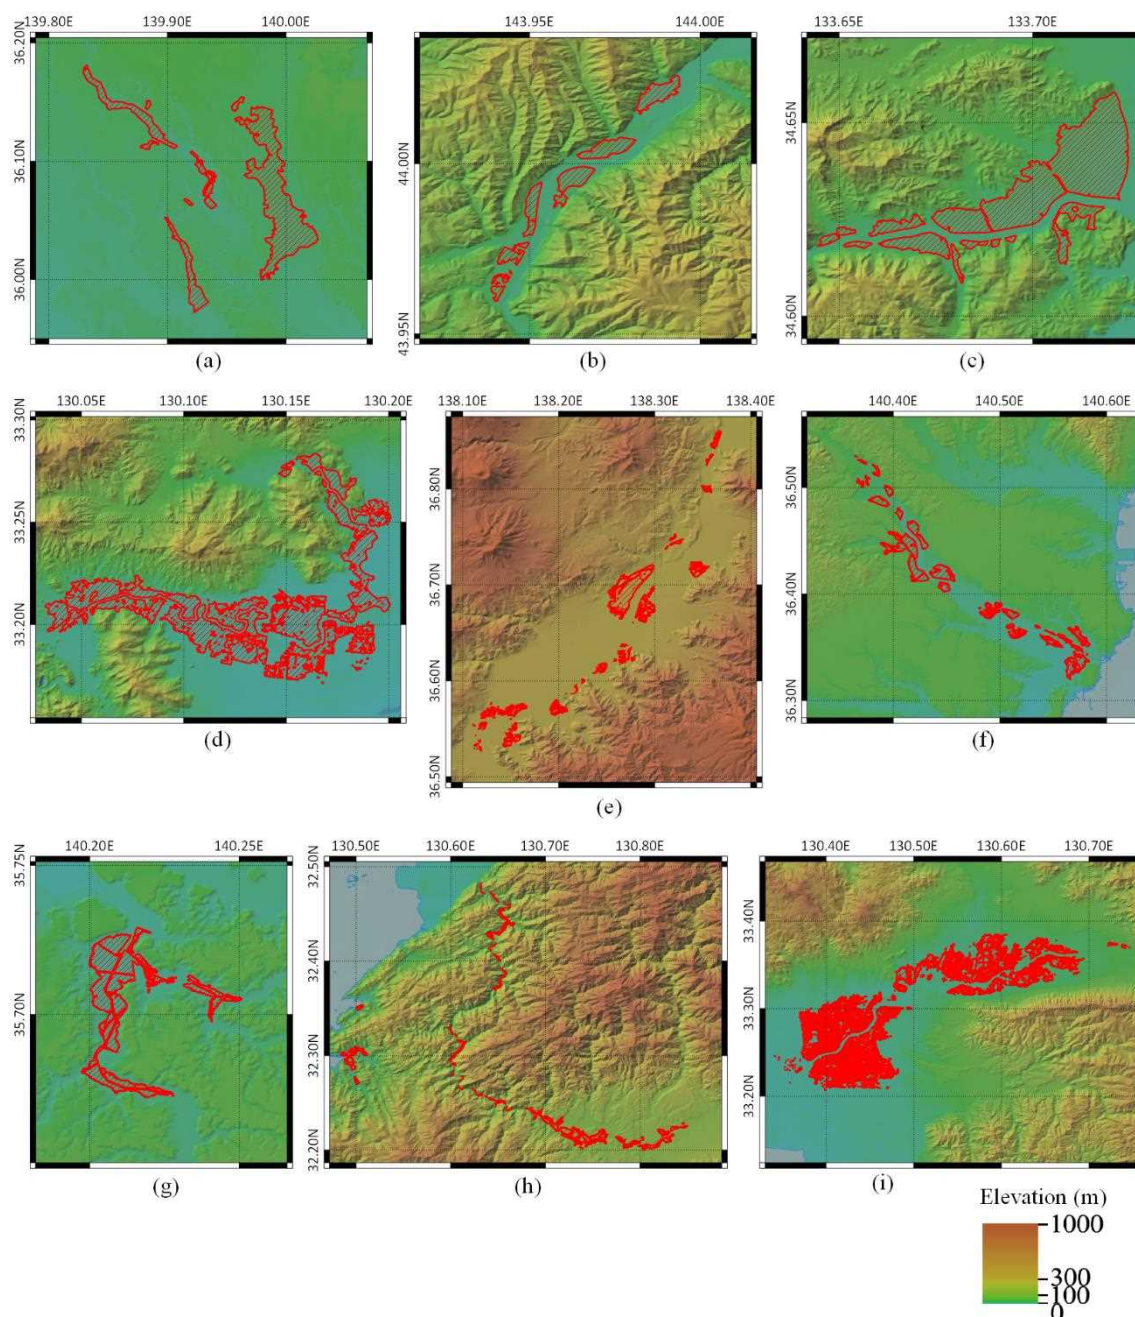 139.80E 139.90E 140.00E
36.20N
36.10N
36.00N
(a)
143.95E 144.00E
44.00N
43.95N
(b)
133.65E 133.70E
34.65N
34.60N
(c)
130.05E 130.10E 130.15E 130.20E
33.30N
33.25N
33.20N
(d)
138.10E 138.20E 138.30E 138.40E
36.80N
36.70N
36.60N
36.50N
(e)
140.40E 140.50E 140.60E
36.50N
36.40N
36.30N
(f)
140.20E 140.25E
35.75N
35.70N
(g)
130.50E 130.60E 130.70E 130.80E
32.50N
32.40N
32.30N
32.20N
(h)
130.40E 130.50E 130.60E 130.70E
33.40N
33.30N
33.20N
(i)
Elevation (m)
1000
300
100
0